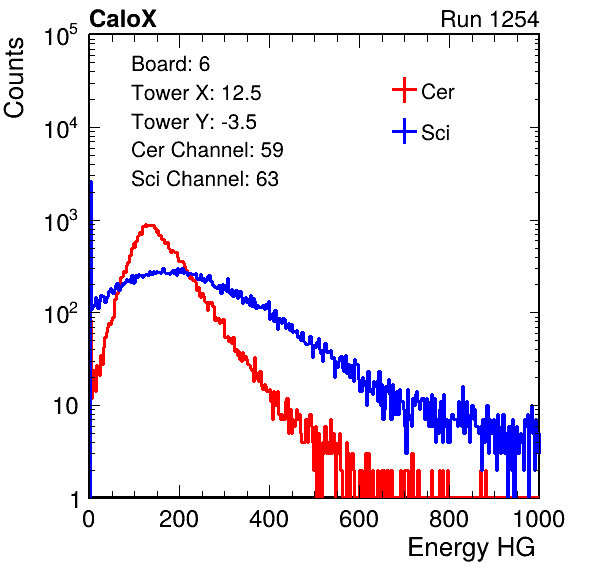 CaloX Run 1254
Counts
Board: 6
Tower X: 12.5
Tower Y: -3.5
Cer Channel: 59
Sci Channel: 63
Cer
Sci
10^5
10^4
10^3
10^2
10
1
0 200 400 600 800 1000
Energy HG